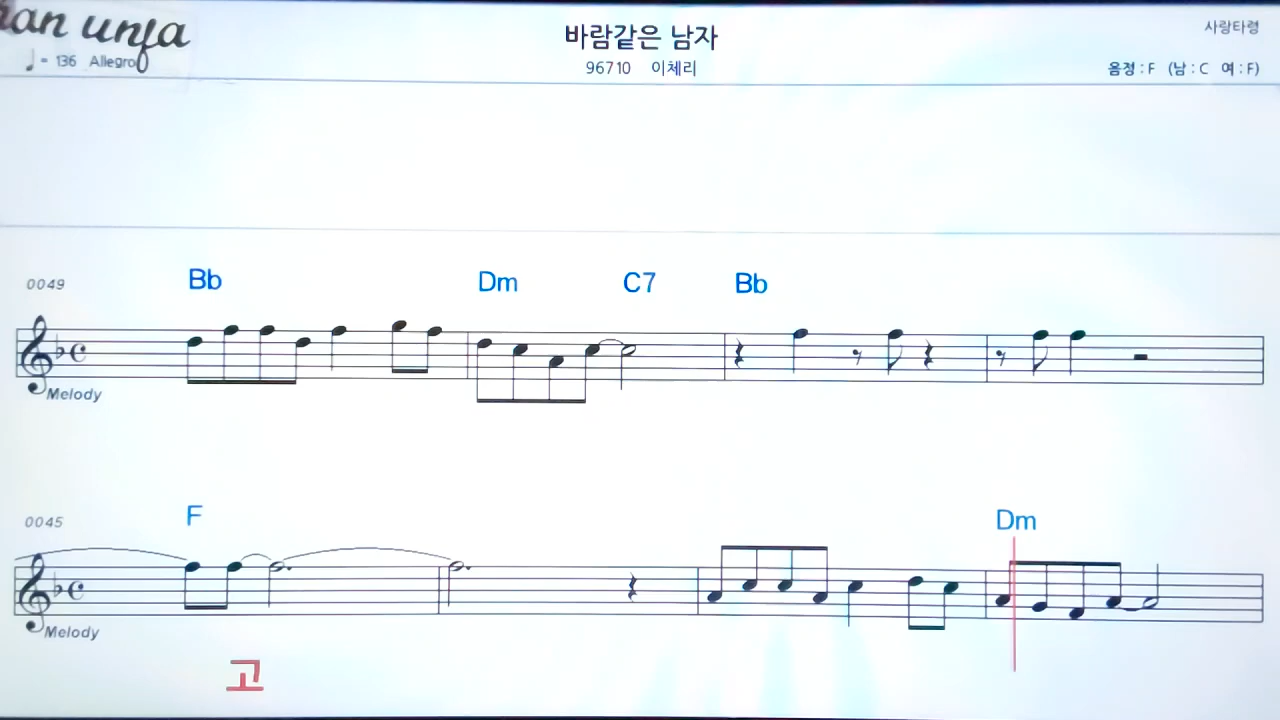 an unja
바람같은 남자
사랑타령
♩ = 136 Allegro
96710 이체리
음정 : F (남 : C 여 : F)
0049 Bb Dm C7 Bb
Melody
0045 F Dm
Melody
고